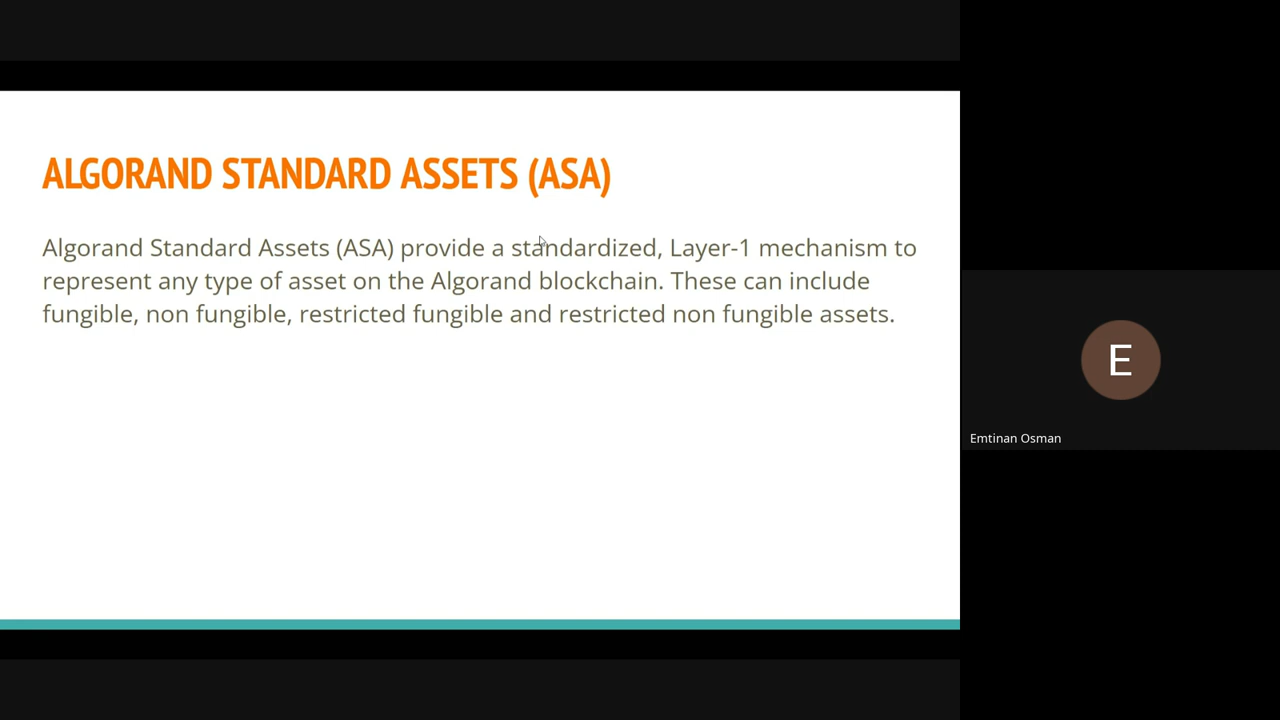 ALGORAND STANDARD ASSETS (ASA)
Algorand Standard Assets (ASA) provide a standardized, Layer-1 mechanism to
represent any type of asset on the Algorand blockchain. These can include
fungible, non fungible, restricted fungible and restricted non fungible assets.
E
Emtinan Osman